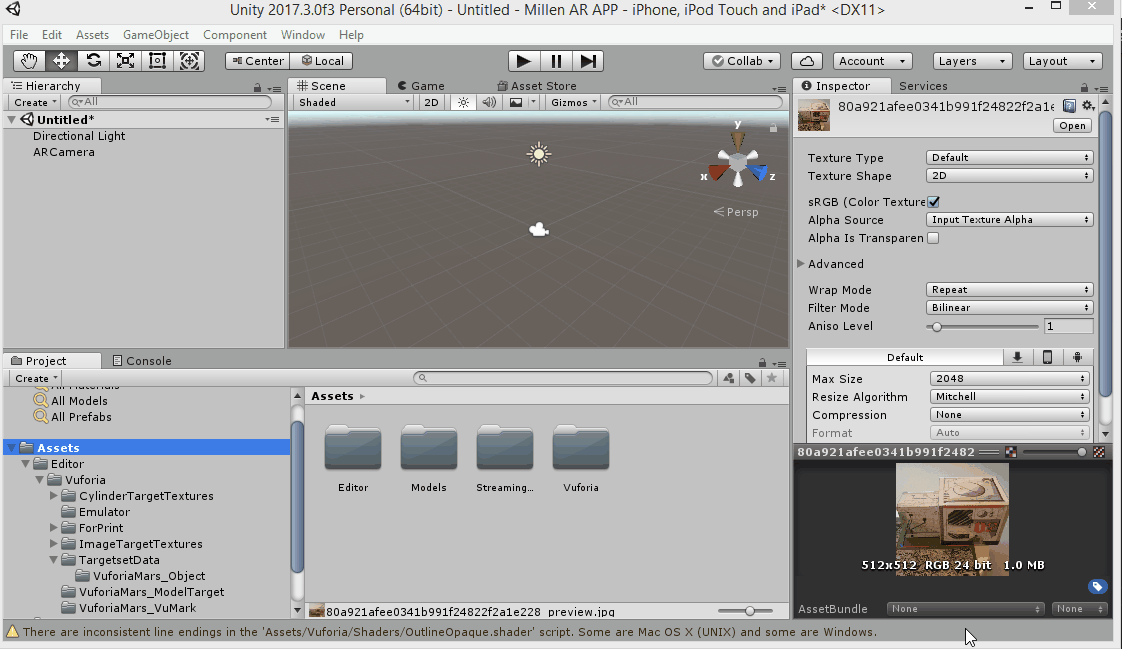 Unity 2017.3.0f3 Personal (64bit) - Untitled - Millen AR APP - iPhone, iPod Touch and iPad* <DX11>
File Edit Assets GameObject Component Window Help
Center Local Collab Account Layers Layout
Hierarchy
Create All
Untitled*
Directional Light
ARCamera
Scene Game Asset Store
Shaded 2D Gizmos All
y
x z
Persp
Inspector Services
80a921afee0341b991f24822f2a1e
Open
Texture Type Default
Texture Shape 2D
sRGB (Color Texture
Alpha Source Input Texture Alpha
Alpha Is Transparen
Advanced
Wrap Mode Repeat
Filter Mode Bilinear
Aniso Level 1
Default
Max Size 2048
Resize Algorithm Mitchell
Compression None
Format Auto
80a921afee0341b991f2482
512x512 RGB 24 bit 1.0 MB
AssetBundle None None
Project Console
Create
All Materials
All Models
All Prefabs
Assets
Editor
Vuforia
CylinderTargetTextures
Emulator
ForPrint
ImageTargetTextures
TargetsetData
VuforiaMars_Object
VuforiaMars_ModelTarget
VuforiaMars_VuMark
Assets
Editor Models Streaming... Vuforia
80a921afee0341b991f24822f2a1e228_preview.jpg
There are inconsistent line endings in the 'Assets/Vuforia/Shaders/OutlineOpaque.shader' script. Some are Mac OS X (UNIX) and some are Windows.